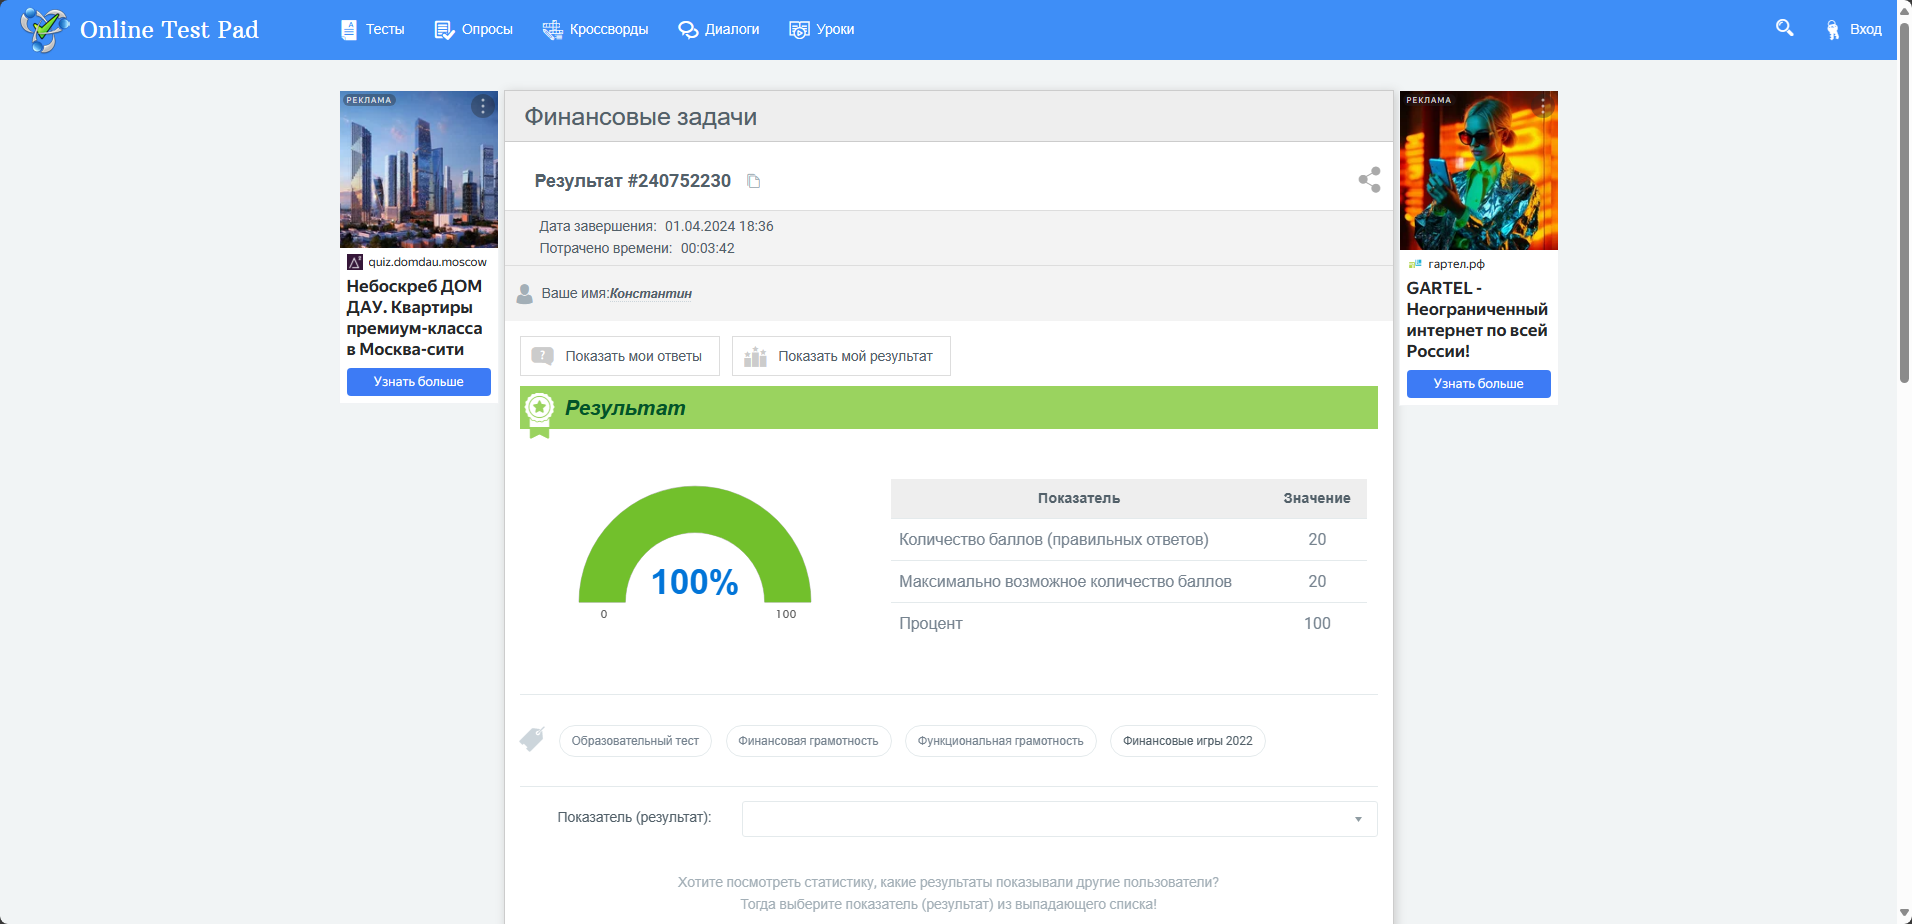 Online Test Pad
Тесты
Опросы
Кроссворды
Диалоги
Уроки
Вход
РЕКЛАМА
quiz.domdau.moscow
Небоскреб ДОМ
ДАУ. Квартиры
премиум-класса
в Москва-сити
Узнать больше
Финансовые задачи
Результат #240752230
Дата завершения: 01.04.2024 18:36
Потрачено времени: 00:03:42
Ваше имя:Константин
Показать мои ответы
Показать мой результат
Результат
100%
0
100
Показатель Значение
Количество баллов (правильных ответов) 20
Максимально возможное количество баллов 20
Процент 100
Образовательный тест
Финансовая грамотность
Функциональная грамотность
Финансовые игры 2022
Показатель (результат):
Хотите посмотреть статистику, какие результаты показывали другие пользователи?
Тогда выберите показатель (результат) из выпадающего списка!
РЕКЛАМА
гартел.рф
GARTEL -
Неограниченный
интернет по всей
России!
Узнать больше